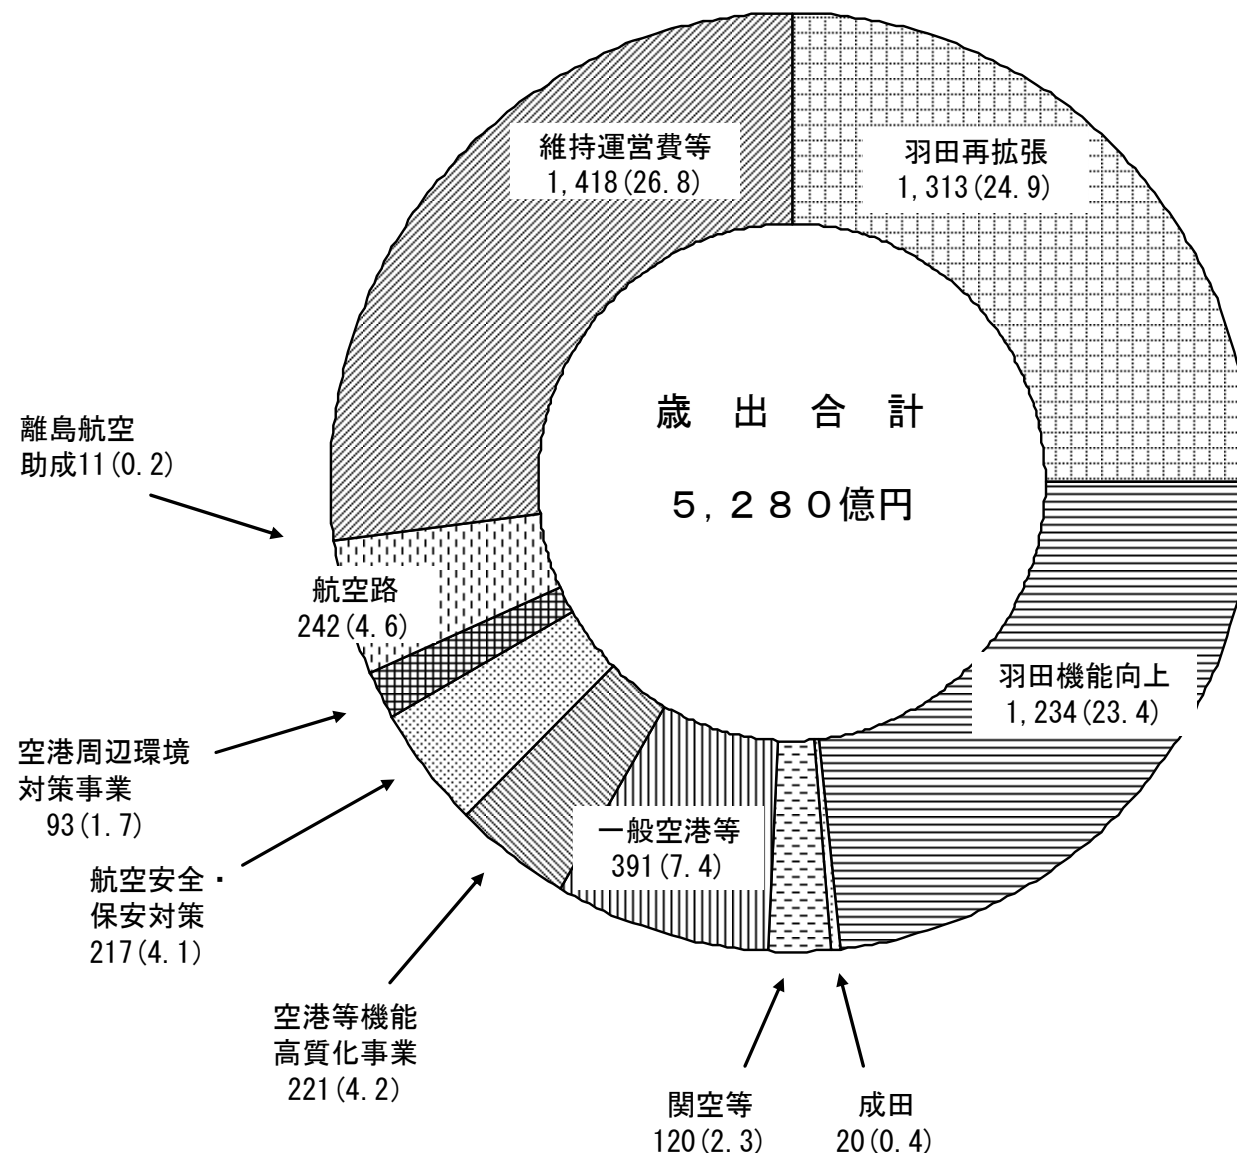 維持運営費等
1,418(26.8)
羽田再拡張
1,313(24.9)
歳出合計
5,280億円
離島航空
助成11(0.2)
航空路
242(4.6)
羽田機能向上
1,234(23.4)
空港周辺環境
対策事業
93(1.7)
一般空港等
391(7.4)
航空安全・
保安対策
217(4.1)
空港等機能
高質化事業
221(4.2)
関空等
120(2.3)
成田
20(0.4)